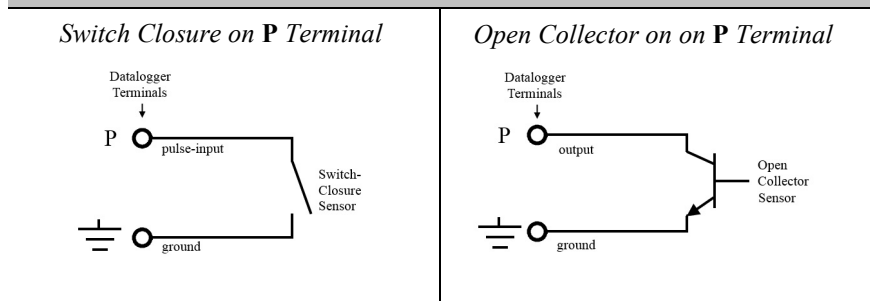 Switch Closure on P Terminal
Datalogger
Terminals
P
pulse-input
Switch-
Closure
Sensor
ground
Open Collector on on P Terminal
Datalogger
Terminals
P
output
Open
Collector
Sensor
ground